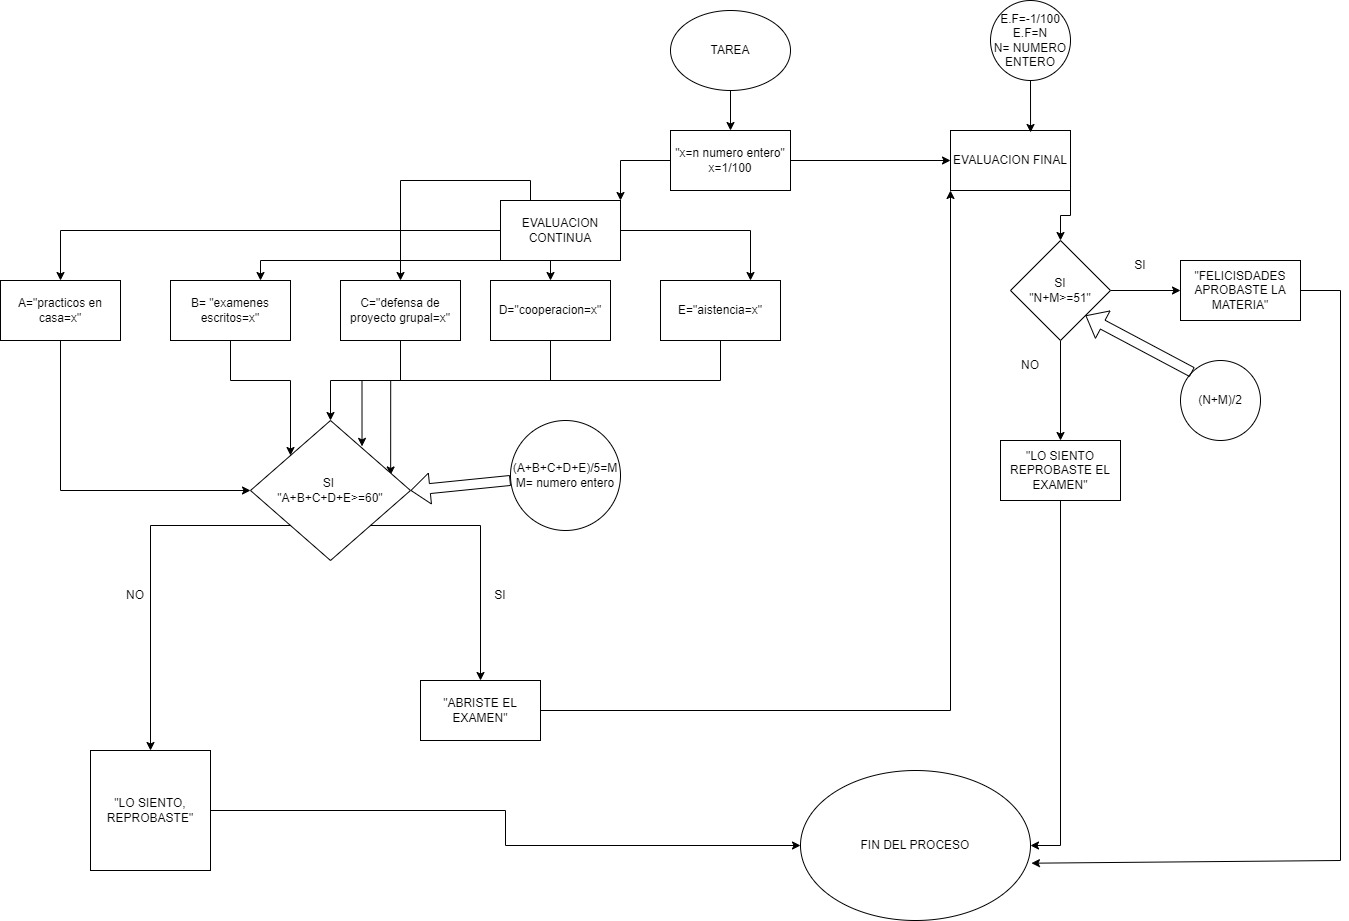 TAREA
E.F=-1/100
E.F=N
N= NUMERO
ENTERO
"x=n numero entero"
x=1/100
EVALUACION FINAL
EVALUACION
CONTINUA
A="practicos en
casa=x"
B= "examenes
escritos=x"
C="defensa de
proyecto grupal=x"
D="cooperacion=x"
E="aistencia=x"
SI
"N+M>=51"
SI
"FELICISDADES
APROBASTE LA
MATERIA"
NO
(N+M)/2
"LO SIENTO
REPROBASTE EL
EXAMEN"
SI
"A+B+C+D+E>=60"
(A+B+C+D+E)/5=M
M= numero entero
NO
SI
"ABRISTE EL
EXAMEN"
"LO SIENTO,
REPROBASTE"
FIN DEL PROCESO